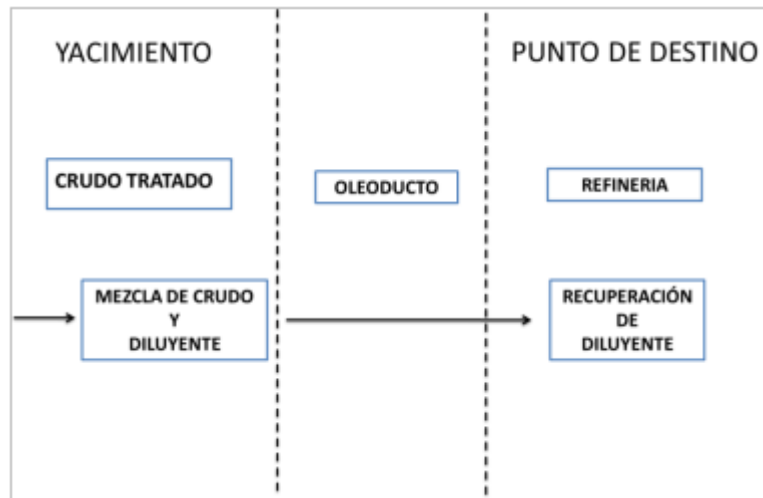 YACIMIENTO
PUNTO DE DESTINO
CRUDO TRATADO
OLEODUCTO
REFINERIA
MEZCLA DE CRUDO
Y
DILUYENTE
RECUPERACIÓN
DE
DILUYENTE